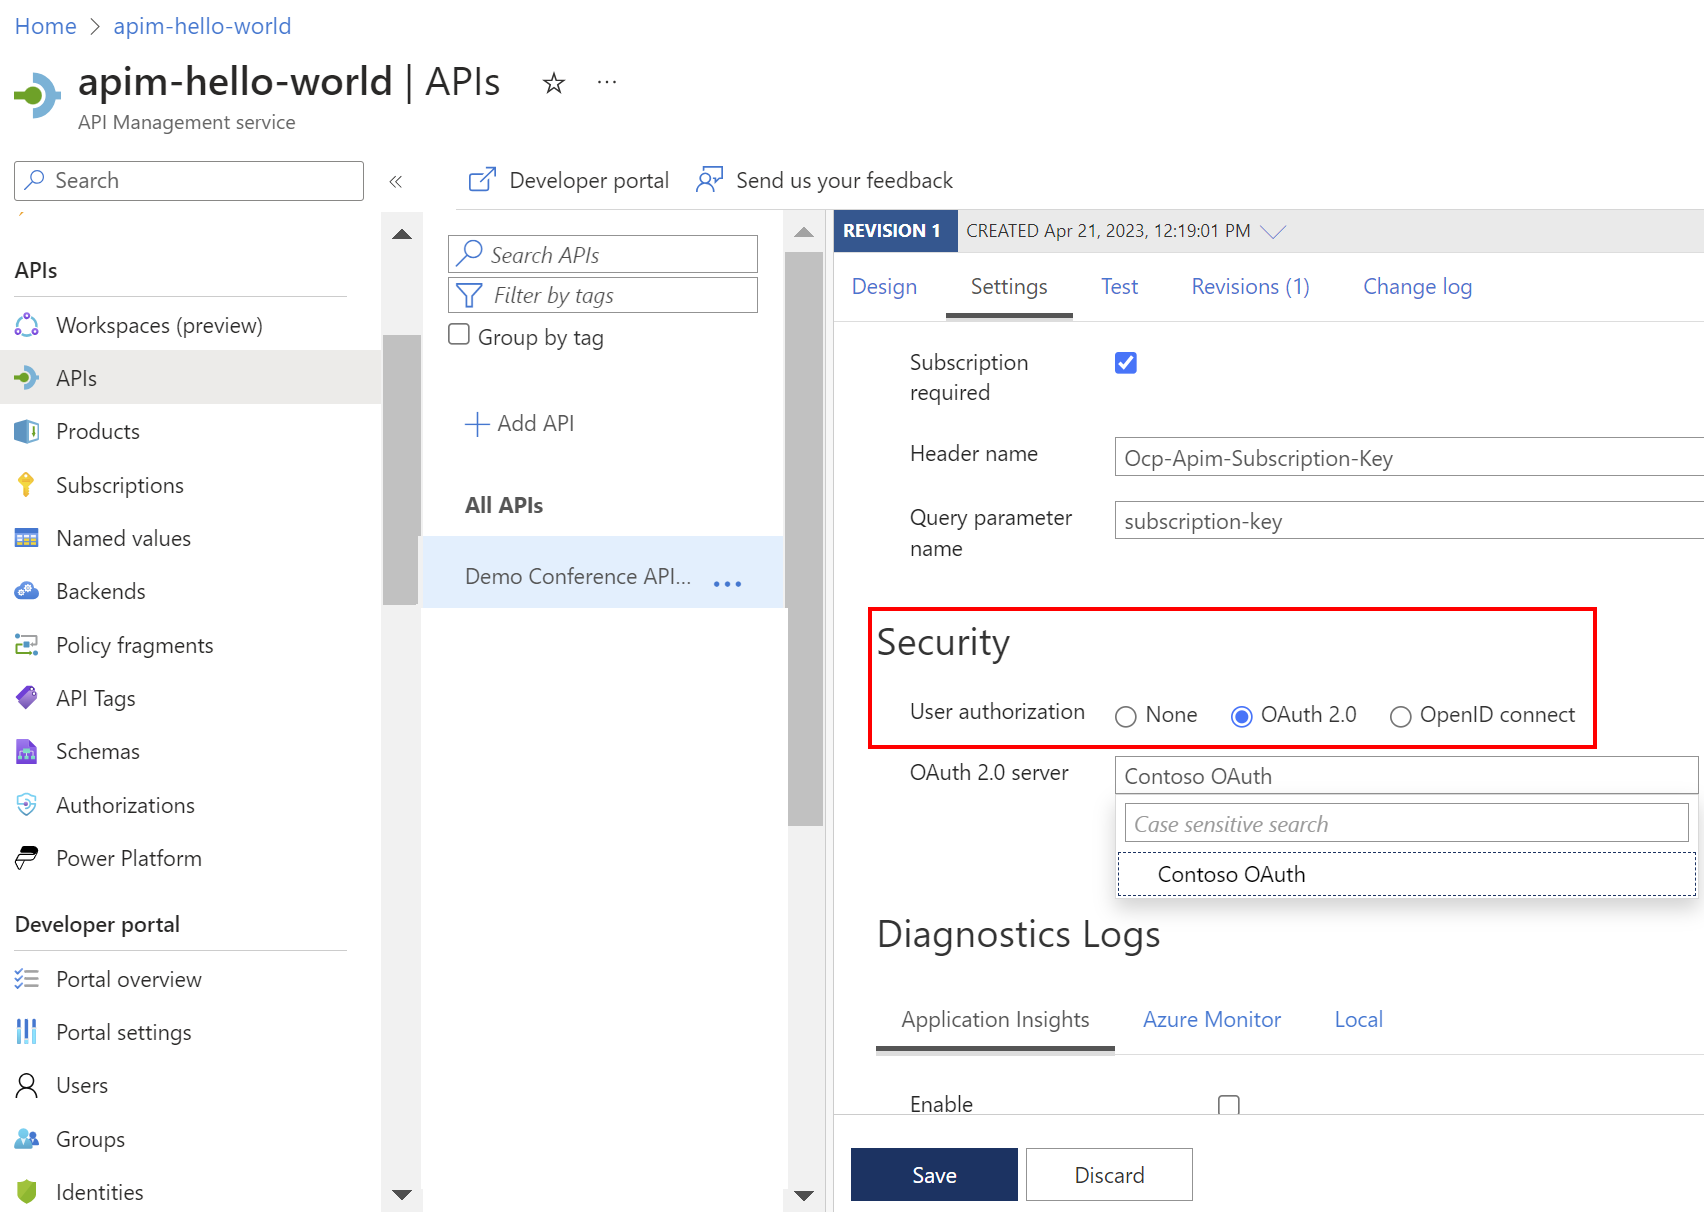 Home > apim-hello-world
apim-hello-world | APIs
API Management service
Search
Developer portal
Send us your feedback
APIs
Workspaces (preview)
APIs
Products
Subscriptions
Named values
Backends
Policy fragments
API Tags
Schemas
Authorizations
Power Platform
Developer portal
Portal overview
Portal settings
Users
Groups
Identities
Search APIs
Filter by tags
Group by tag
Add API
All APIs
Demo Conference API...
REVISION 1 CREATED Apr 21, 2023, 12:19:01 PM
Design Settings Test Revisions (1) Change log
Subscription
required
Header name Ocp-Apim-Subscription-Key
Query parameter
name
subscription-key
Security
User authorization None OAuth 2.0 OpenID connect
OAuth 2.0 server Contoso OAuth
Case sensitive search
Contoso OAuth
Diagnostics Logs
Application Insights Azure Monitor Local
Enable
Save Discard